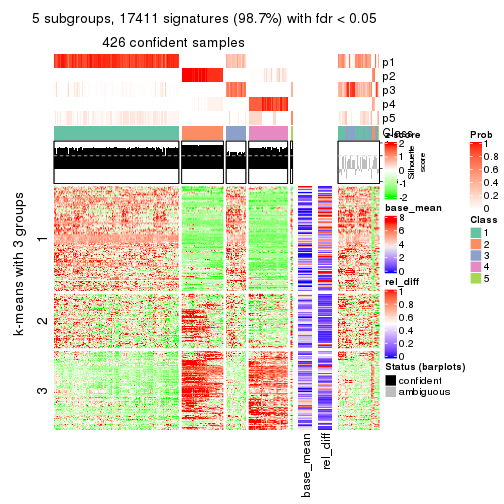 5 subgroups, 17411 signatures (98.7%) with fdr < 0.05
426 confident samples
p1
p2
p3
p4
p5
Class
k-means with 3 groups
1
2
3
base_mean
rel_diff
z-score
2
1
0
-1
-2
Silhouette
score
base_mean
8
6
4
2
0
rel_diff
1
0.8
0.6
0.4
0.2
0
Status (barplots)
confident
ambiguous
Prob
1
0.8
0.6
0.4
0.2
0
Class
1
2
3
4
5